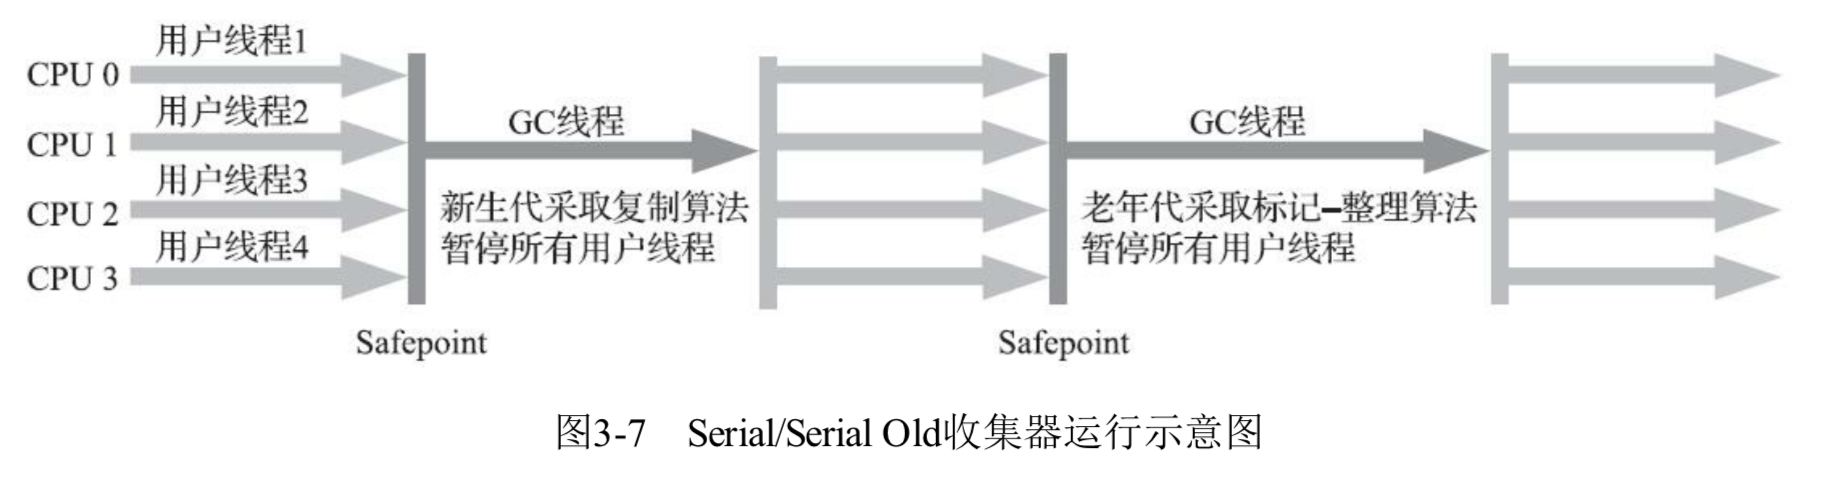 用户线程1
CPU 0
用户线程2
CPU 1
用户线程3
CPU 2
用户线程4
CPU 3
GC线程
新生代采取复制算法
暂停所有用户线程
Safepoint
GC线程
老年代采取标记–整理算法
暂停所有用户线程
Safepoint
图3-7 Serial/Serial Old收集器运行示意图